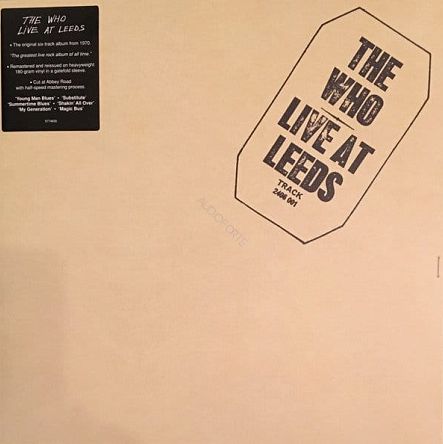 THE WHO
LIVE AT LEEDS
• The original six track album from 1970.
"The greatest live rock album of all time."
• Remastered and reissued on heavyweight
180-gram vinyl in a gatefold sleeve.
• Cut at Abbey Road
with half-speed mastering process.
'Young Man Blues' • 'Substitute'
'Summertime Blues' • 'Shakin' All Over'
'My Generation' • 'Magic Bus'
THE
WHO
LIVE AT
LEEDS
TRACK
2406 001
AUDIOFORTE